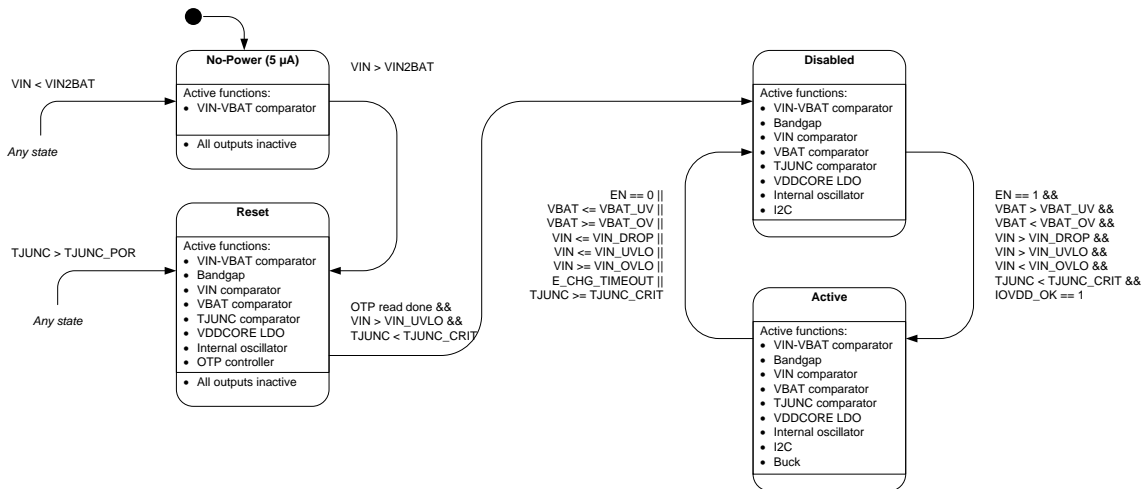 No-Power (5 µA)
Active functions:
• VIN-VBAT comparator
• All outputs inactive
VIN < VIN2BAT
Any state
VIN > VIN2BAT
Reset
Active functions:
• VIN-VBAT comparator
• Bandgap
• VIN comparator
• VBAT comparator
• TJUNC comparator
• VDDCORE LDO
• Internal oscillator
• OTP controller
• All outputs inactive
TJUNC > TJUNC_POR
Any state
OTP read done &&
VIN > VIN_UVLO &&
TJUNC < TJUNC_CRIT
Disabled
Active functions:
• VIN-VBAT comparator
• Bandgap
• VIN comparator
• VBAT comparator
• TJUNC comparator
• VDDCORE LDO
• Internal oscillator
• I2C
EN == 0 ||
VBAT <= VBAT_UV ||
VBAT >= VBAT_OV ||
VIN <= VIN_DROP ||
VIN <= VIN_UVLO ||
VIN >= VIN_OVLO ||
E_CHG_TIMEOUT ||
TJUNC >= TJUNC_CRIT
EN == 1 &&
VBAT > VBAT_UV &&
VBAT < VBAT_OV &&
VIN > VIN_DROP &&
VIN > VIN_UVLO &&
VIN < VIN_OVLO &&
TJUNC < TJUNC_CRIT &&
IOVDD_OK == 1
Active
Active functions:
• VIN-VBAT comparator
• Bandgap
• VIN comparator
• VBAT comparator
• TJUNC comparator
• VDDCORE LDO
• Internal oscillator
• I2C
• Buck